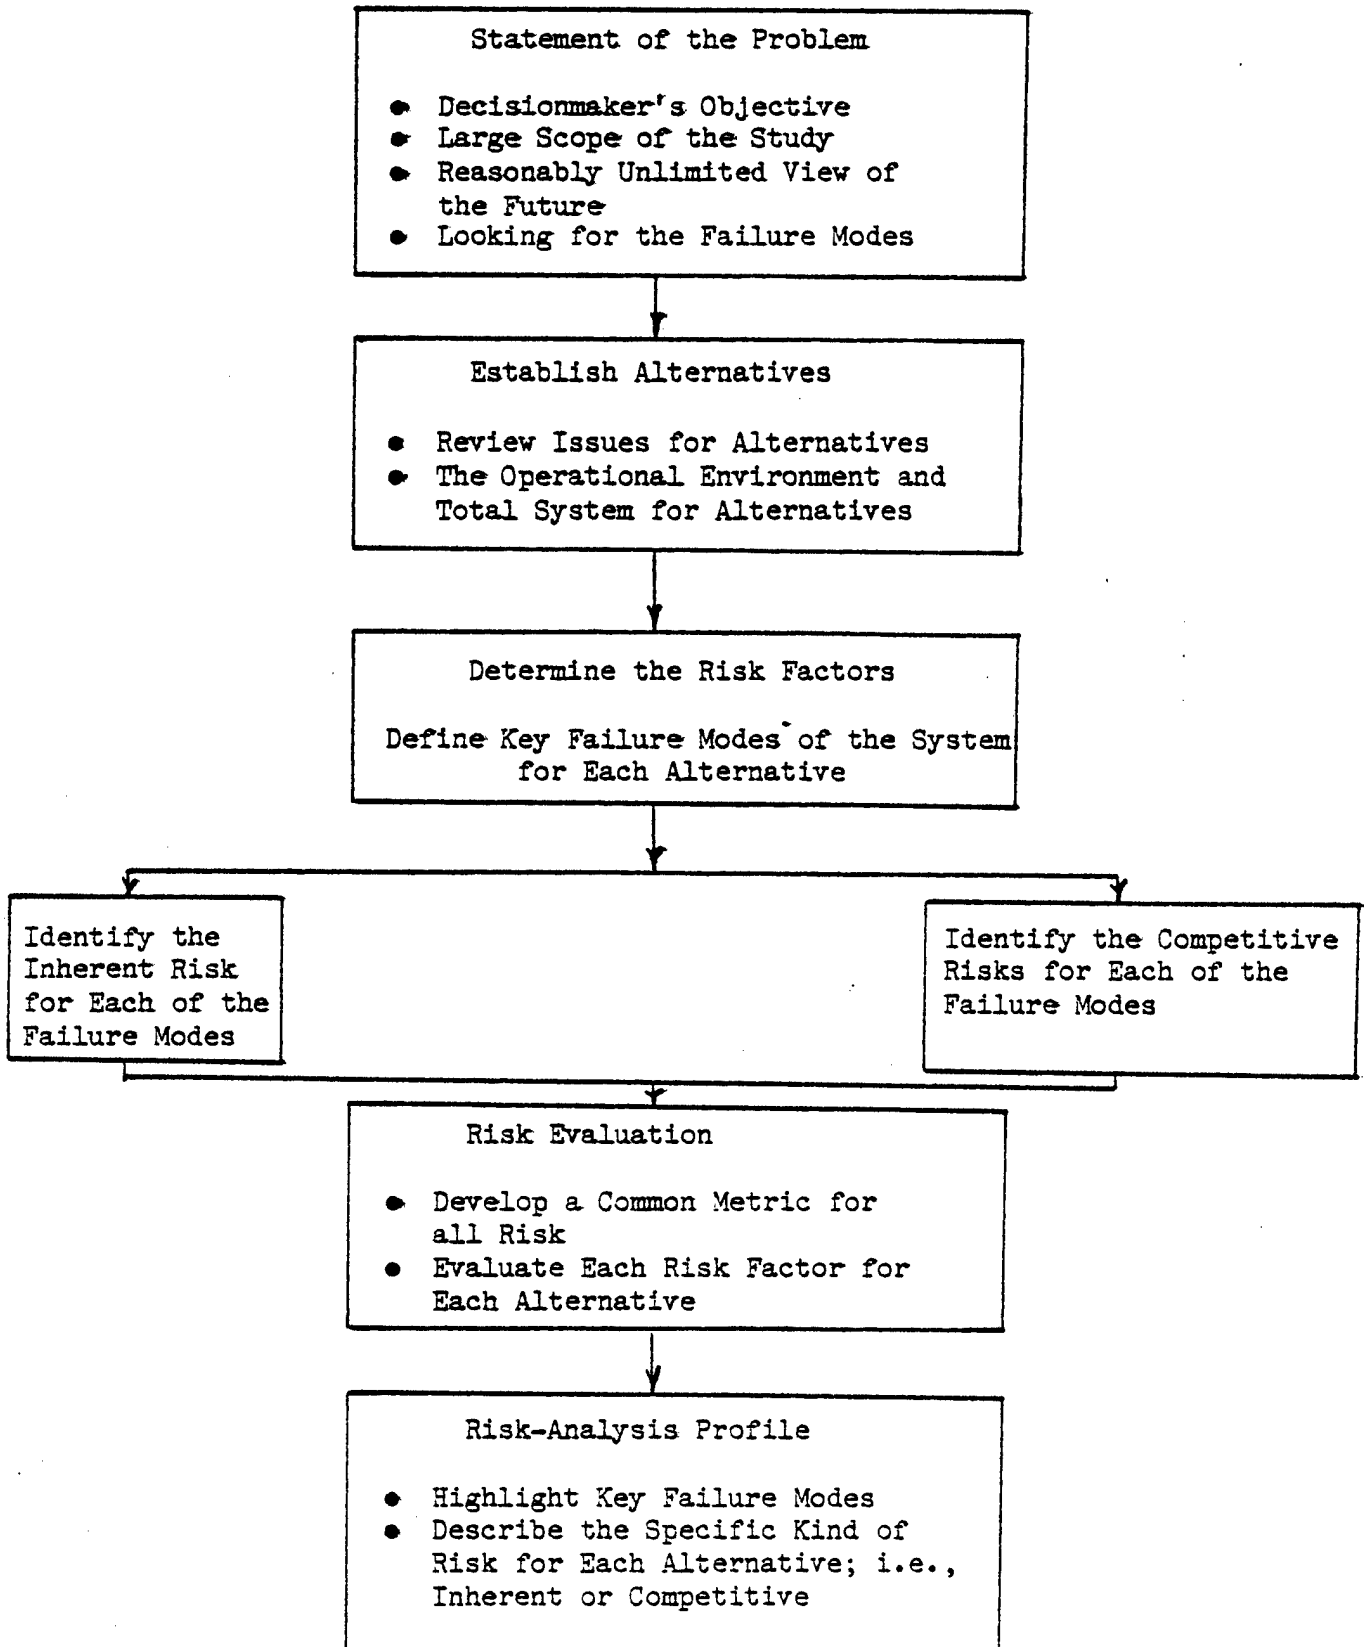 Statement of the Problem
● Decisionmaker's Objective
● Large Scope of the Study
● Reasonably Unlimited View of
the Future
● Looking for the Failure Modes
Establish Alternatives
● Review Issues for Alternatives
● The Operational Environment and
Total System for Alternatives
Determine the Risk Factors
Define Key Failure Modes of the System
for Each Alternative
Identify the
Inherent Risk
for Each of the
Failure Modes
Identify the Competitive
Risks for Each of the
Failure Modes
Risk Evaluation
● Develop a Common Metric for
all Risk
● Evaluate Each Risk Factor for
Each Alternative
Risk-Analysis Profile
● Highlight Key Failure Modes
● Describe the Specific Kind of
Risk for Each Alternative; i.e.,
Inherent or Competitive